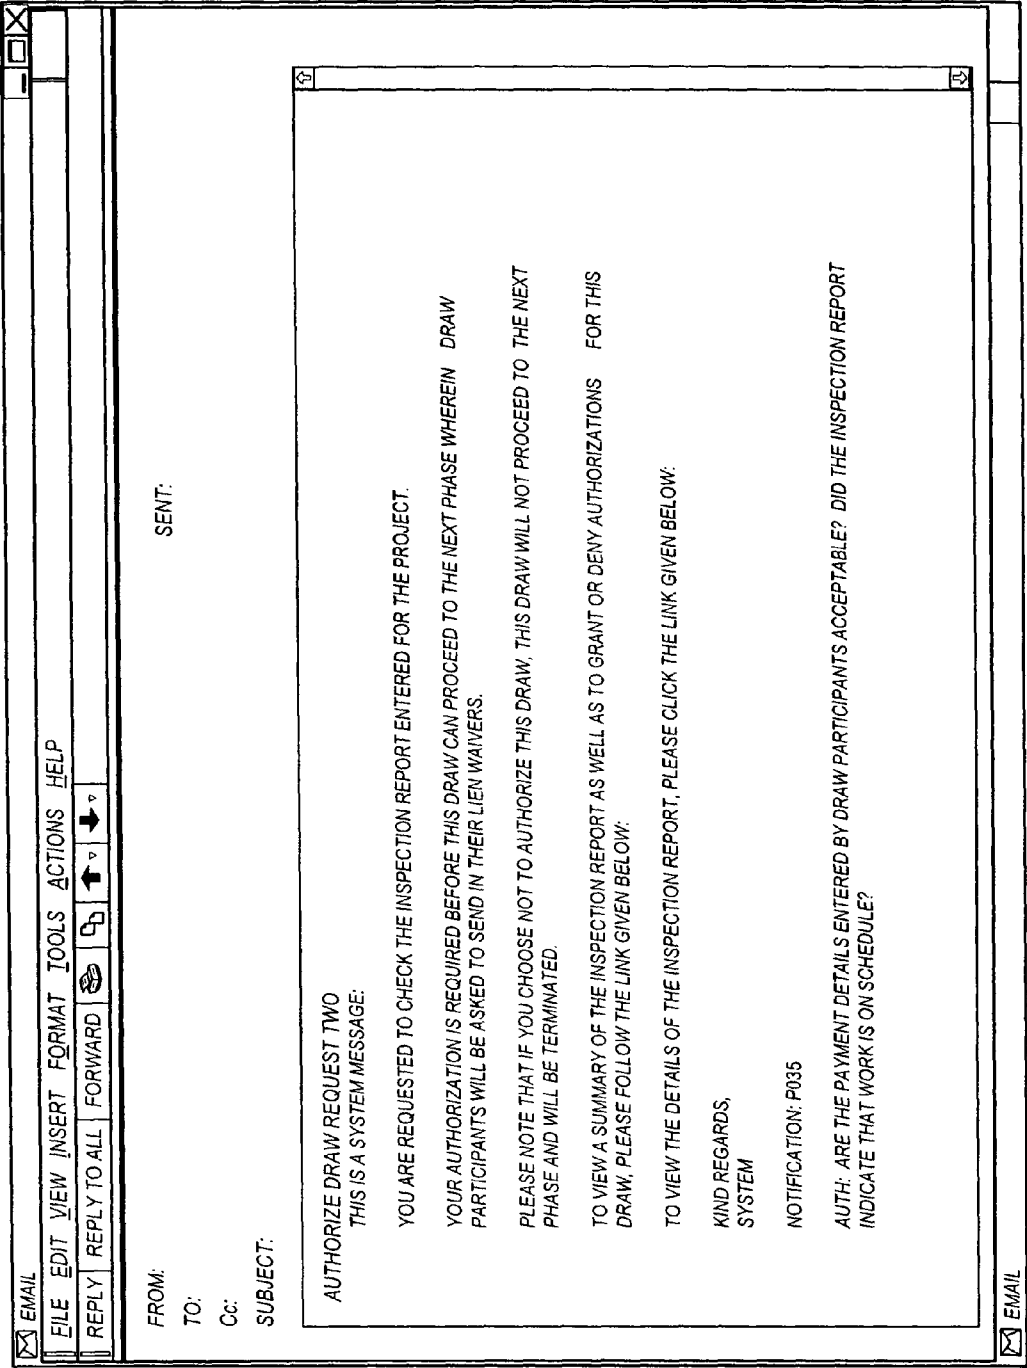 EMAIL
FILE EDIT VIEW INSERT FORMAT TOOLS ACTIONS HELP
REPLY REPLY TO ALL FORWARD
FROM: SENT:
TO:
Cc:
SUBJECT:
AUTHORIZE DRAW REQUEST TWO
THIS IS A SYSTEM MESSAGE:
YOU ARE REQUESTED TO CHECK THE INSPECTION REPORT ENTERED FOR THE PROJECT.
YOUR AUTHORIZATION IS REQUIRED BEFORE THIS DRAW CAN PROCEED TO THE NEXT PHASE WHEREIN DRAW
PARTICIPANTS WILL BE ASKED TO SEND IN THEIR LIEN WAIVERS.
PLEASE NOTE THAT IF YOU CHOOSE NOT TO AUTHORIZE THIS DRAW, THIS DRAW WILL NOT PROCEED TO THE NEXT
PHASE AND WILL BE TERMINATED.
TO VIEW A SUMMARY OF THE INSPECTION REPORT AS WELL AS TO GRANT OR DENY AUTHORIZATIONS FOR THIS
DRAW, PLEASE FOLLOW THE LINK GIVEN BELOW:
TO VIEW THE DETAILS OF THE INSPECTION REPORT, PLEASE CLICK THE LINK GIVEN BELOW:
KIND REGARDS,
SYSTEM
NOTIFICATION: P035
AUTH: ARE THE PAYMENT DETAILS ENTERED BY DRAW PARTICIPANTS ACCEPTABLE? DID THE INSPECTION REPORT
INDICATE THAT WORK IS ON SCHEDULE?
EMAIL